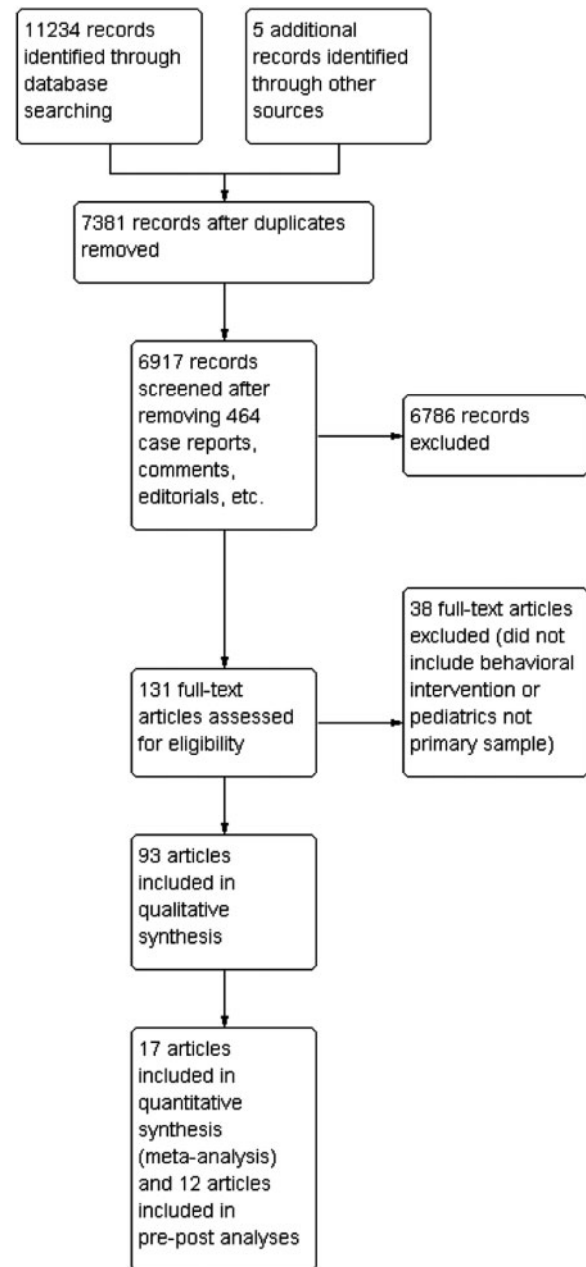 11234 records
identified through
database
searching
5 additional
records identified
through other
sources
7381 records after duplicates
removed
6917 records
screened after
removing 464
case reports,
comments,
editorials, etc.
6786 records
excluded
131 full-text
articles assessed
for eligibility
38 full-text articles
excluded (did not
include behavioral
intervention or
pediatrics not
primary sample)
93 articles
included in
qualitative
synthesis
17 articles
included in
quantitative
synthesis
(meta-analysis)
and 12 articles
included in
pre-post analyses